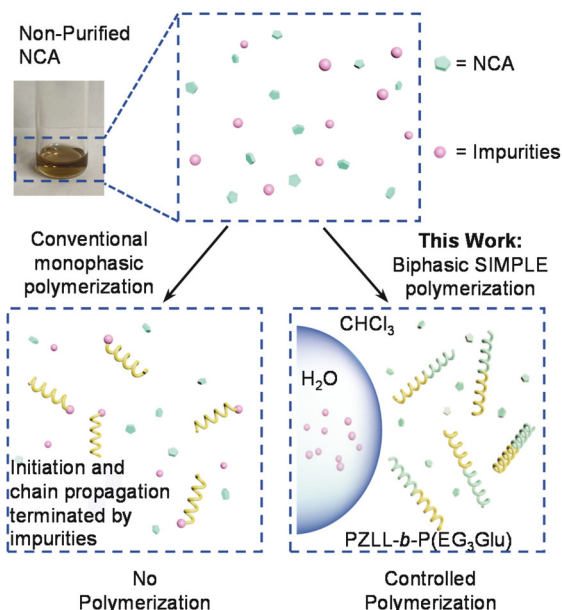 Non-Purified
NCA
= NCA
= Impurities
Conventional
monophasic
polymerization
This Work:
Biphasic SIMPLE
polymerization
Initiation and
chain propagation
terminated by
impurities
CHCl₃
H₂O
PZLL-b-P(EG₃Glu)
No
Polymerization
Controlled
Polymerization